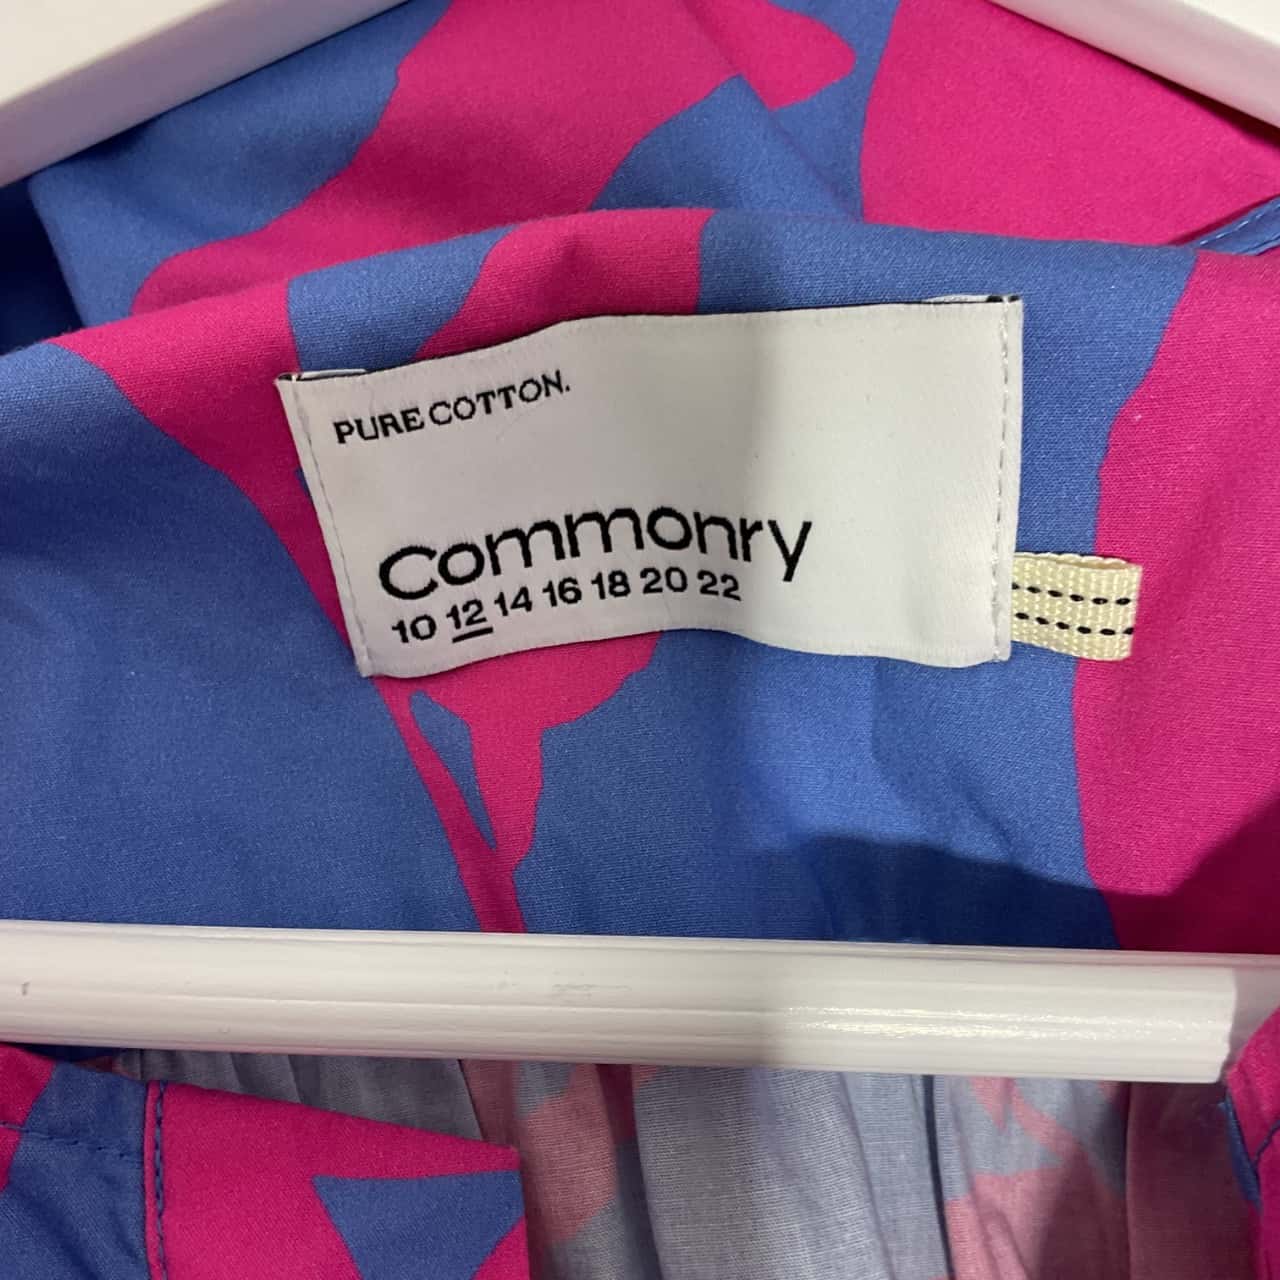 PURE COTTON.
Commonry
10 12 14 16 18 20 22